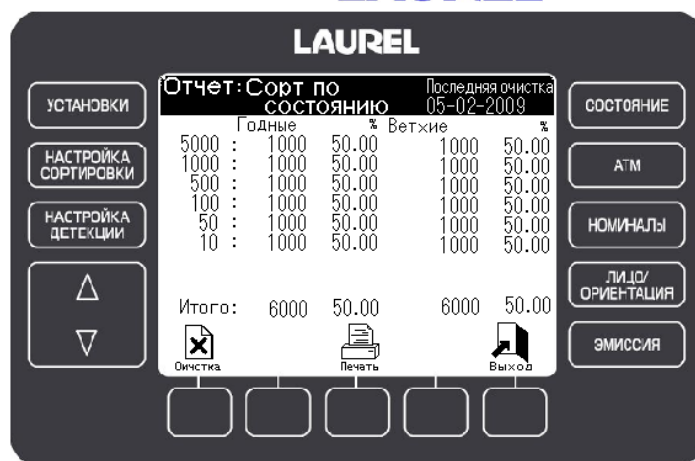 LAUREL
УСТАНОВКИ
НАСТРОЙКА
СОРТИРОВКИ
НАСТРОЙКА
ДЕТЕКЦИИ
Отчет: Сорт по
состоянию
Последняя очистка
05-02-2009
Годные % Ветхие %
5000 : 1000 50.00 1000 50.00
1000 : 1000 50.00 1000 50.00
500 : 1000 50.00 1000 50.00
100 : 1000 50.00 1000 50.00
50 : 1000 50.00 1000 50.00
10 : 1000 50.00 1000 50.00
Итого: 6000 50.00 6000 50.00
Оичстка Печать Выход
СОСТОЯНИЕ
АТМ
НОМИНАЛЫ
ЛИЦО/
ОРИЕНТАЦИЯ
ЭМИССИЯ